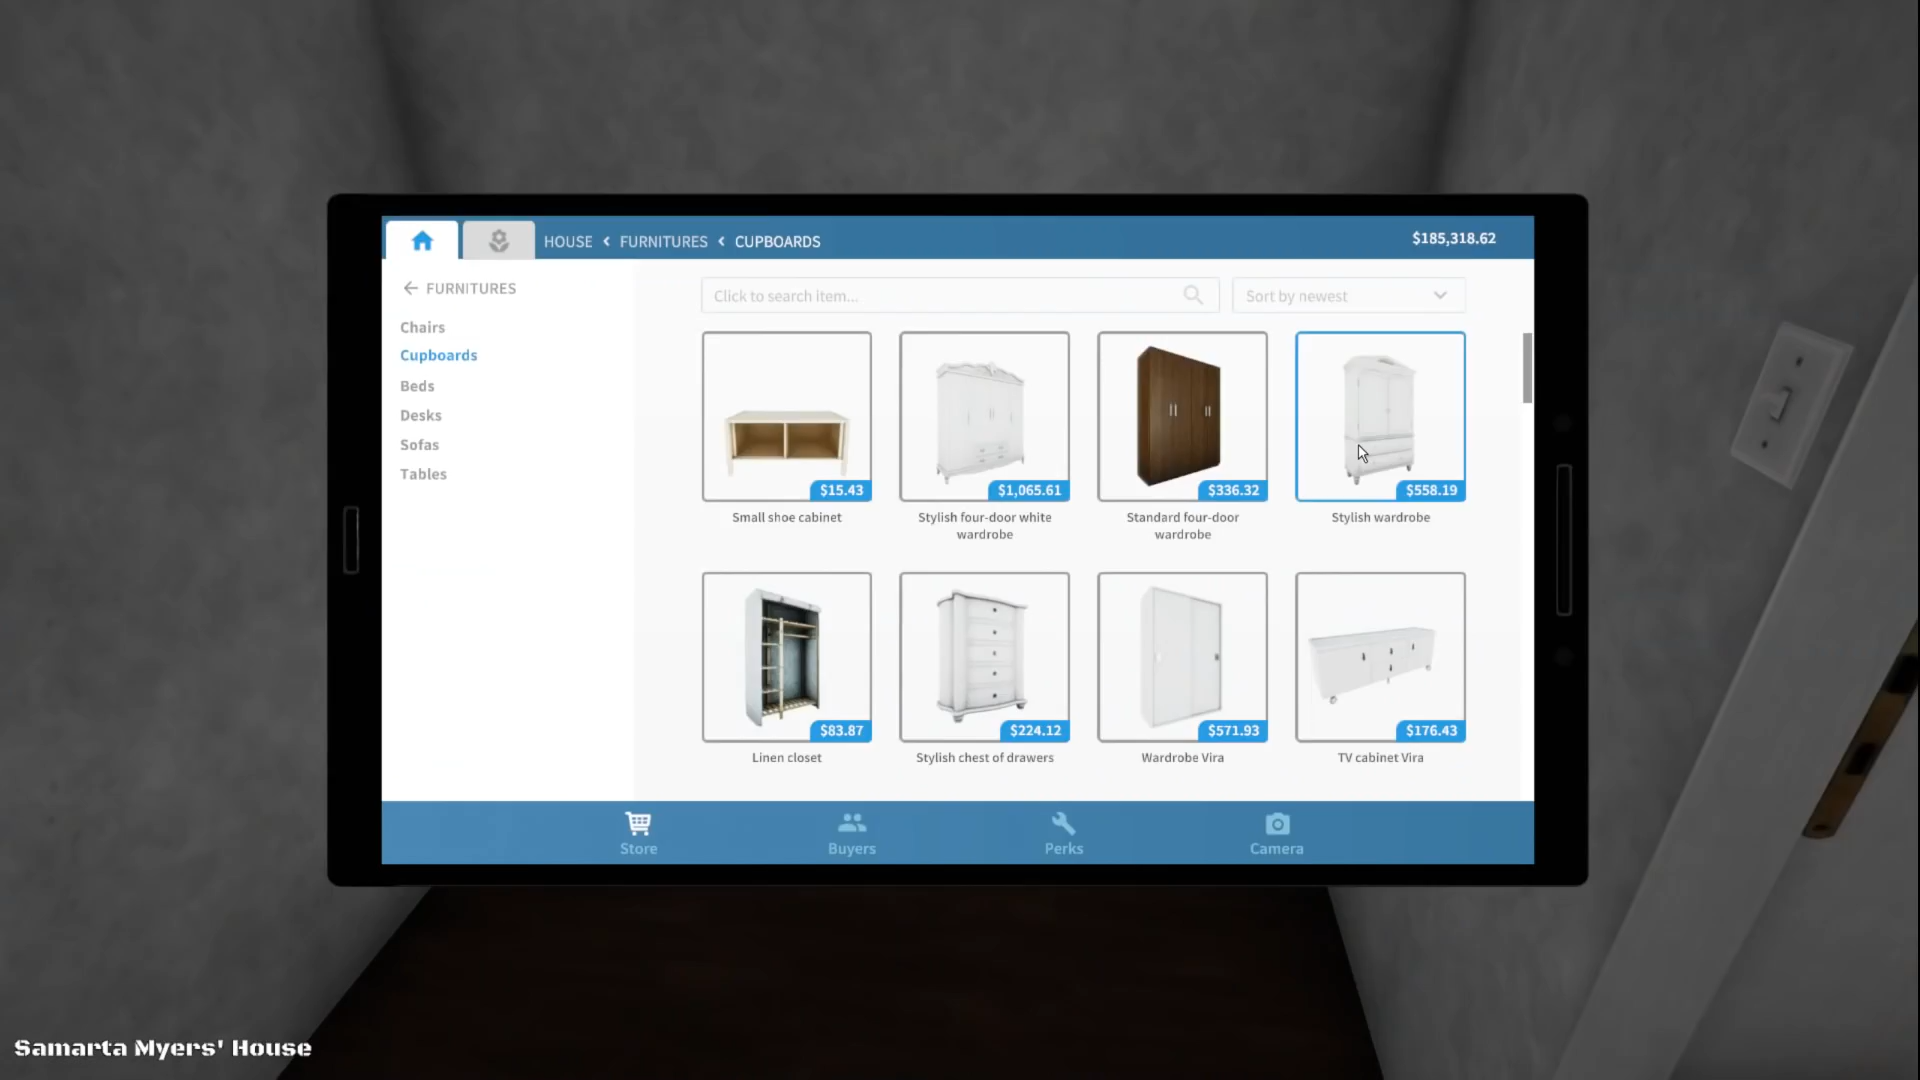 HOUSE < FURNITURES < CUPBOARDS
$185,318.62
FURNITURES
Click to search item...
Sort by newest
Chairs
Cupboards
Beds
Desks
Sofas
Tables
$15.43
$1,065.61
$336.32
$558.19
Small shoe cabinet
Stylish four-door white
wardrobe
Standard four-door
wardrobe
Stylish wardrobe
$83.87
$224.12
$571.93
$176.43
Linen closet
Stylish chest of drawers
Wardrobe Vira
TV cabinet Vira
Store
Buyers
Perks
Camera
Samarta Myers' House